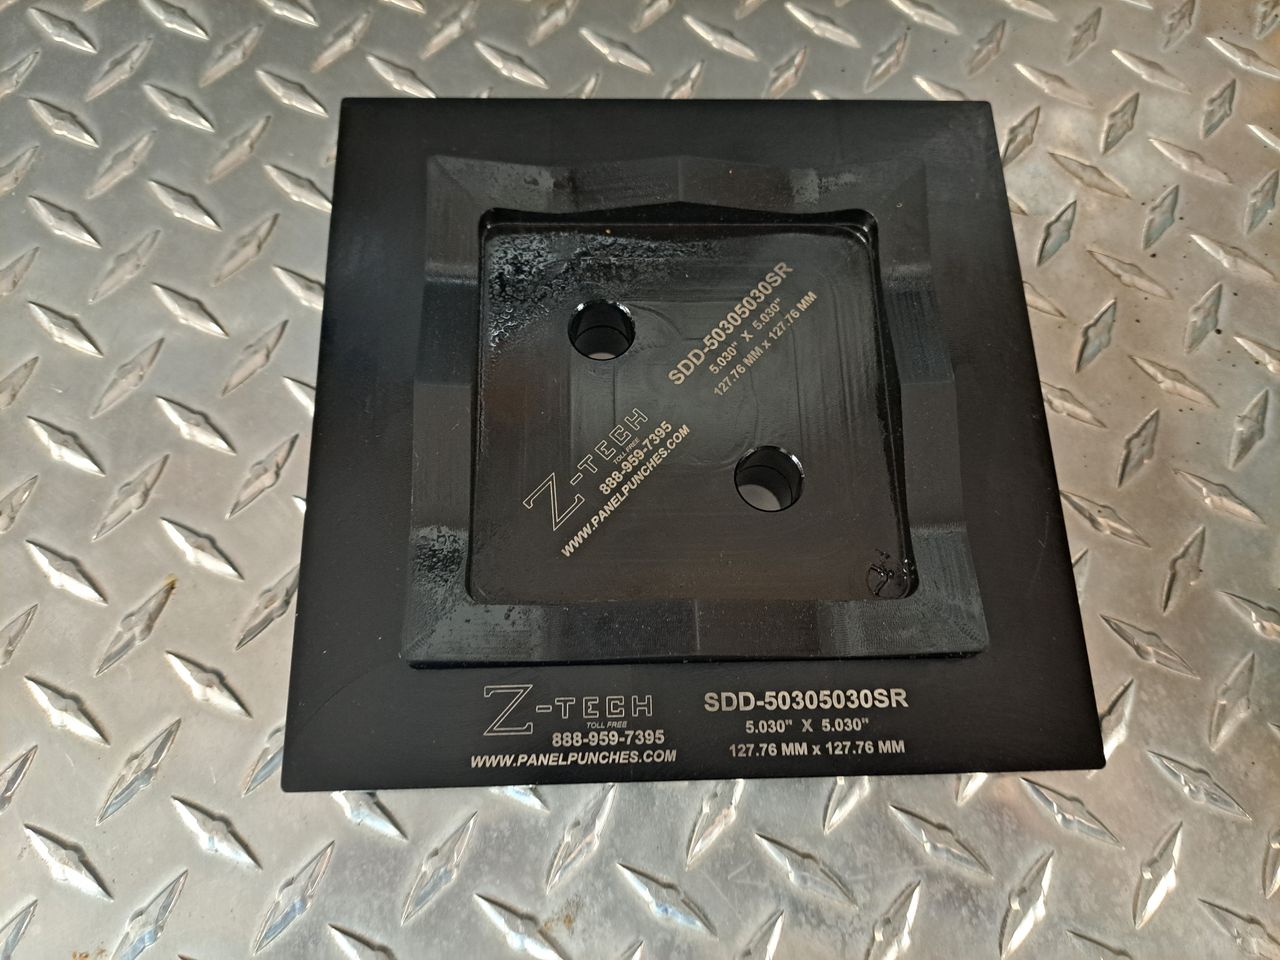 SDD-50305030SR
5.030" X 5.030"
127.76 MM x 127.76 MM
Z-TECH
TOLL FREE
888-959-7395
WWW.PANELPUNCHES.COM
Z-TECH
TOLL FREE
888-959-7395
WWW.PANELPUNCHES.COM
SDD-50305030SR
5.030" X 5.030"
127.76 MM x 127.76 MM